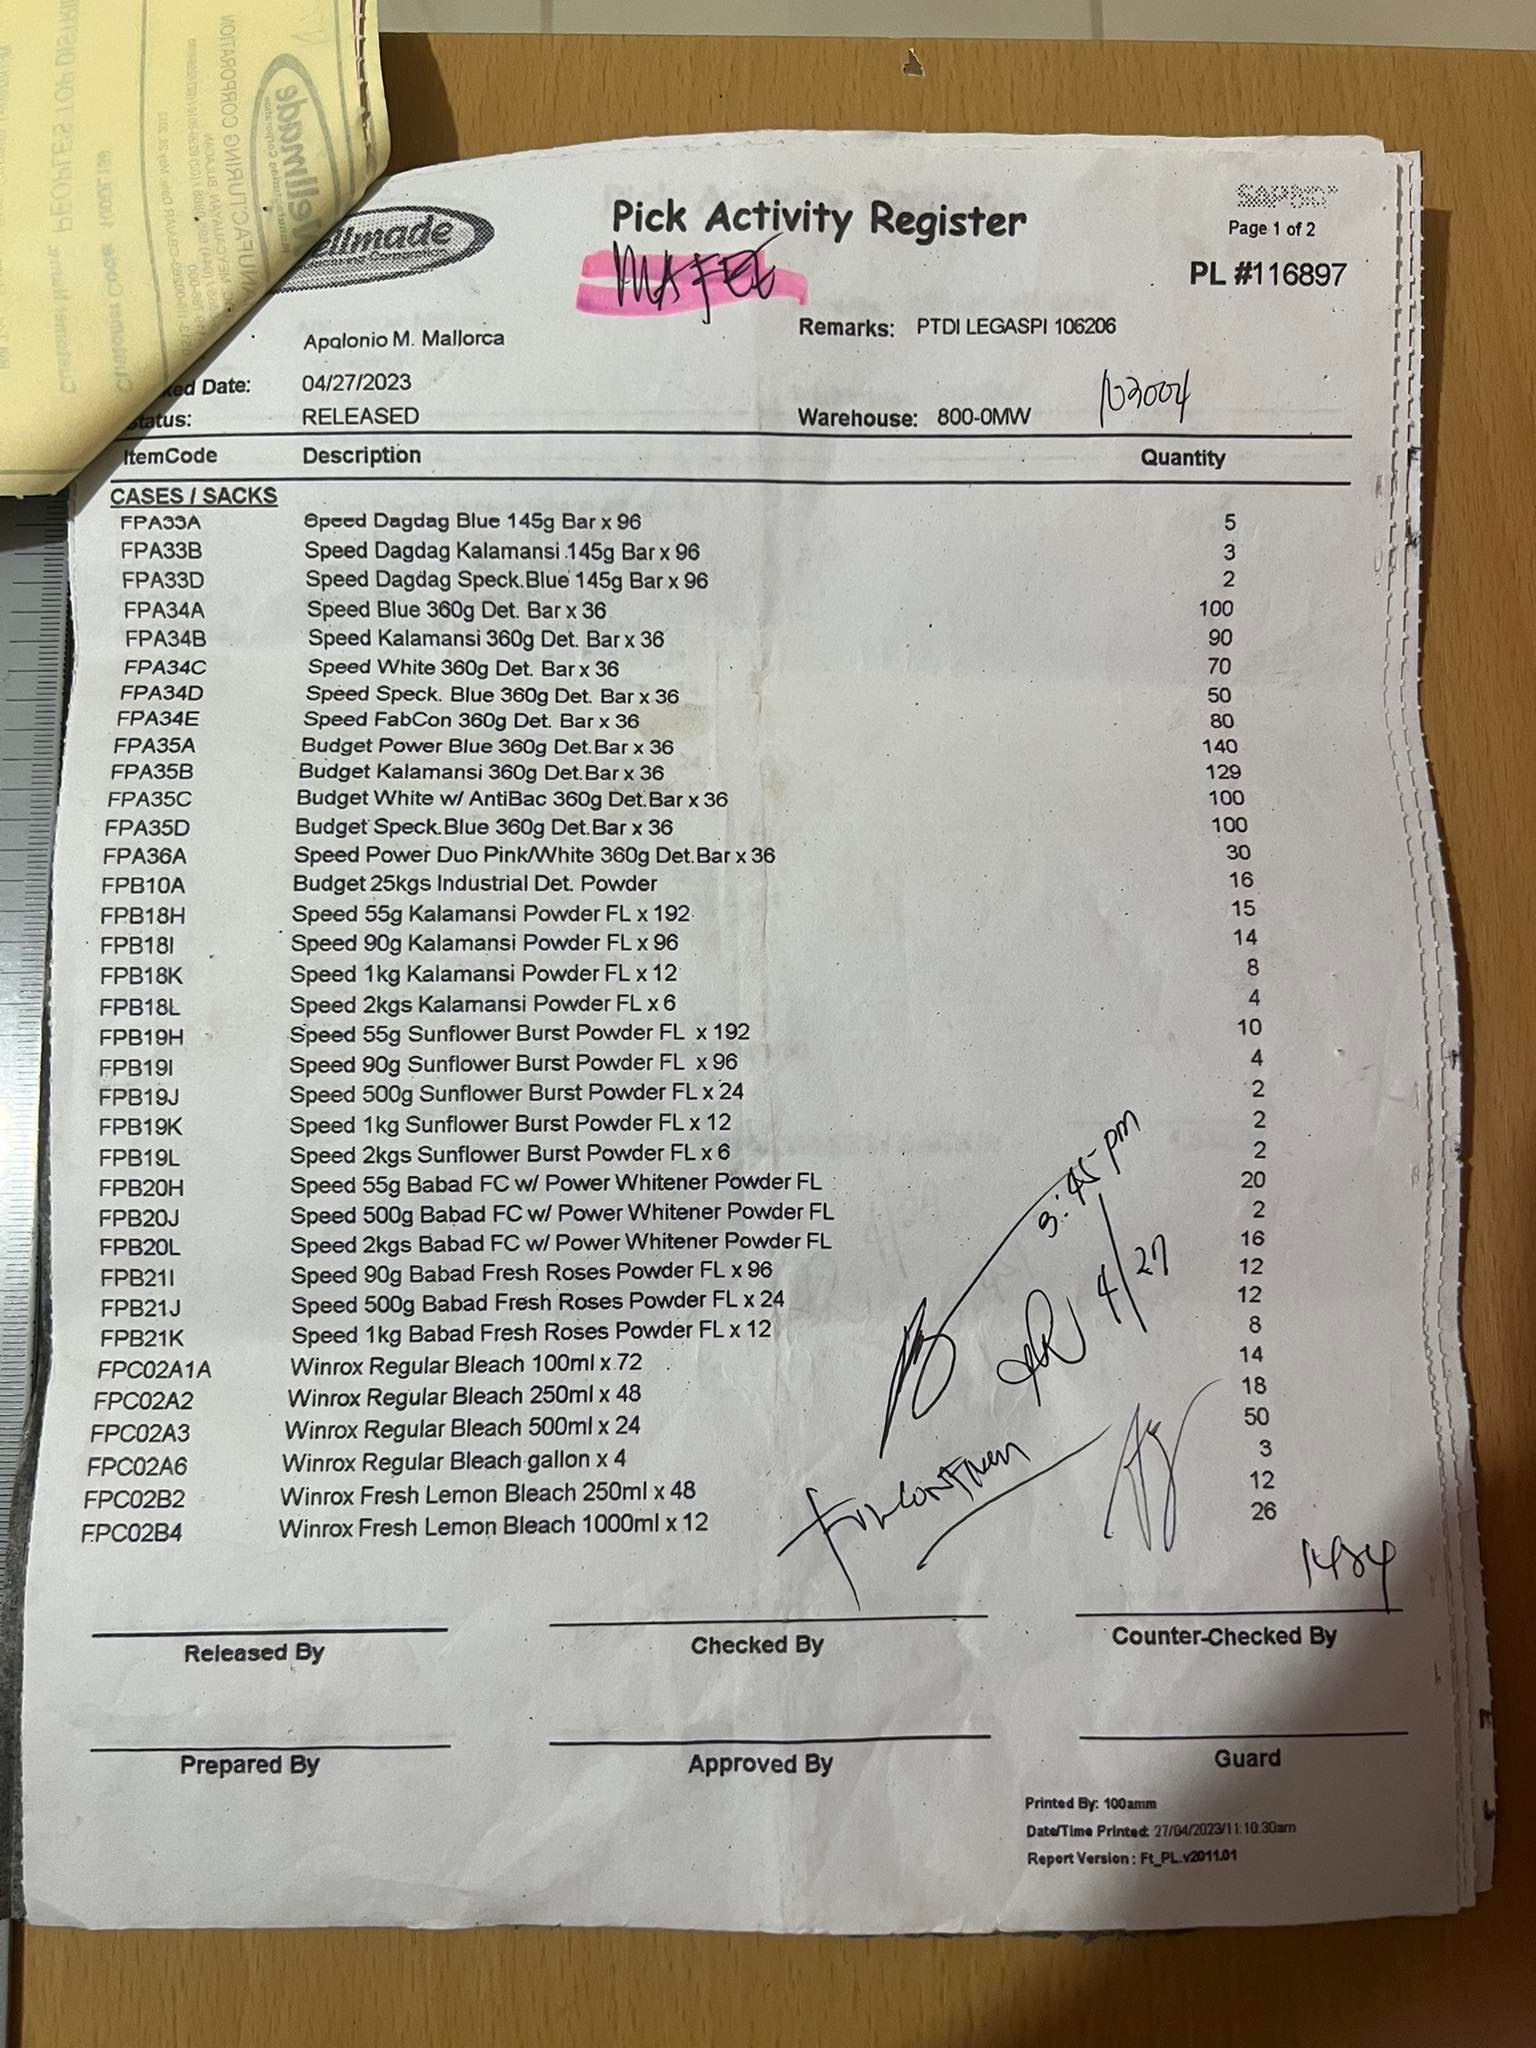 Pick Activity Register
Page 1 of 2
PL #116897
MAFEE
Apolonio M. Mallorca
Remarks: PTDI LEGASPI 106206
Date: 04/27/2023
103004
Status: RELEASED
Warehouse: 800-0MW
ItemCode Description Quantity
CASES / SACKS
FPA33A Speed Dagdag Blue 145g Bar x 96 5
FPA33B Speed Dagdag Kalamansi 145g Bar x 96 3
FPA33D Speed Dagdag Speck.Blue 145g Bar x 96 2
FPA34A Speed Blue 360g Det. Bar x 36 100
FPA34B Speed Kalamansi 360g Det. Bar x 36 90
FPA34C Speed White 360g Det. Bar x 36 70
FPA34D Speed Speck. Blue 360g Det. Bar x 36 50
FPA34E Speed FabCon 360g Det. Bar x 36 80
FPA35A Budget Power Blue 360g Det.Bar x 36 140
FPA35B Budget Kalamansi 360g Det.Bar x 36 129
FPA35C Budget White w/ AntiBac 360g Det.Bar x 36 100
FPA35D Budget Speck.Blue 360g Det.Bar x 36 100
FPA36A Speed Power Duo Pink/White 360g Det.Bar x 36 30
FPB10A Budget 25kgs Industrial Det. Powder 16
FPB18H Speed 55g Kalamansi Powder FL x 192 15
FPB18I Speed 90g Kalamansi Powder FL x 96 14
FPB18K Speed 1kg Kalamansi Powder FL x 12 8
FPB18L Speed 2kgs Kalamansi Powder FL x 6 4
FPB19H Speed 55g Sunflower Burst Powder FL x 192 10
FPB19I Speed 90g Sunflower Burst Powder FL x 96 4
FPB19J Speed 500g Sunflower Burst Powder FL x 24 2
FPB19K Speed 1kg Sunflower Burst Powder FL x 12 2
FPB19L Speed 2kgs Sunflower Burst Powder FL x 6 2
FPB20H Speed 55g Babad FC w/ Power Whitener Powder FL 20
FPB20J Speed 500g Babad FC w/ Power Whitener Powder FL 2
FPB20L Speed 2kgs Babad FC w/ Power Whitener Powder FL 16
FPB21I Speed 90g Babad Fresh Roses Powder FL x 96 12
FPB21J Speed 500g Babad Fresh Roses Powder FL x 24 12
FPB21K Speed 1kg Babad Fresh Roses Powder FL x 12 8
FPC02A1A Winrox Regular Bleach 100ml x 72 14
FPC02A2 Winrox Regular Bleach 250ml x 48 18
FPC02A3 Winrox Regular Bleach 500ml x 24 50
FPC02A6 Winrox Regular Bleach gallon x 4 3
FPC02B2 Winrox Fresh Lemon Bleach 250ml x 48 12
FPC02B4 Winrox Fresh Lemon Bleach 1000ml x 12 26
3:45 pm
4/27
Released By Checked By Counter-Checked By
Prepared By Approved By Guard
Printed By: 100amm
Date/Time Printed: 27/04/2023/11:10:30am
Report Version : Ft_PL.v2011.01